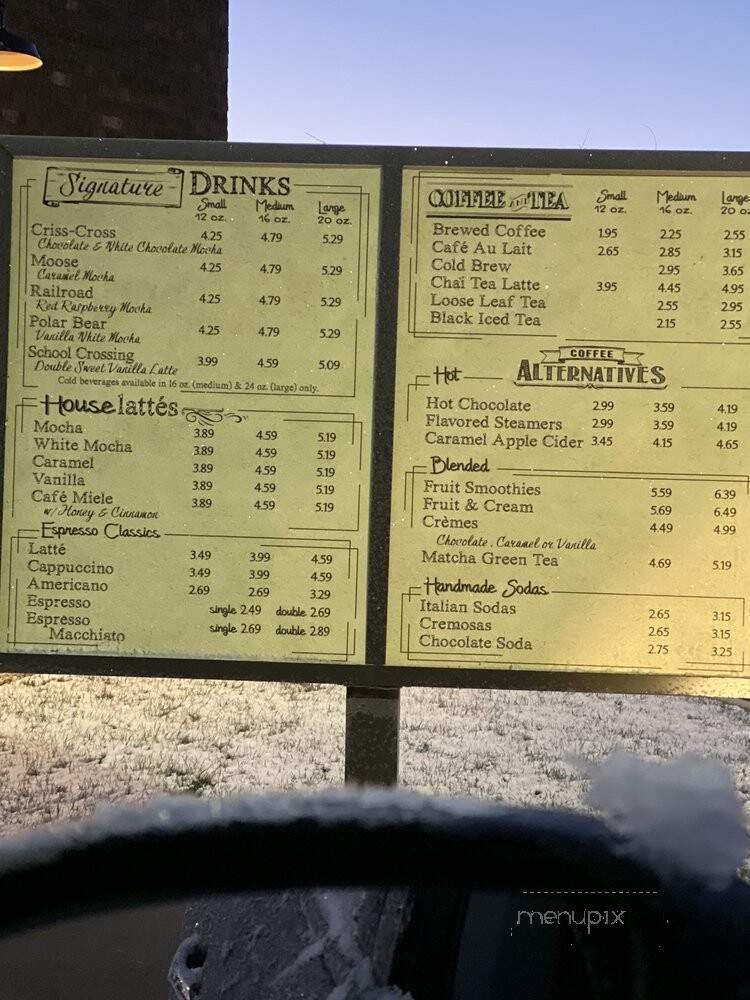 Signature DRINKS
Small Medium Large
12 oz. 16 oz. 20 oz.
Criss-Cross 4.25 4.79 5.29
Chocolate & White Chocolate Mocha
Moose 4.25 4.79 5.29
Caramel Mocha
Railroad 4.25 4.79 5.29
Red Raspberry Mocha
Polar Bear 4.25 4.79 5.29
Vanilla White Mocha
School Crossing 3.99 4.59 5.09
Double Sweet Vanilla Latte
Cold beverages available in 16 oz. (medium) & 24 oz. (large) only.
House lattés
Mocha 3.89 4.59 5.19
White Mocha 3.89 4.59 5.19
Caramel 3.89 4.59 5.19
Vanilla 3.89 4.59 5.19
Café Miele 3.89 4.59 5.19
w/ Honey & Cinnamon
Espresso Classics
Latté 3.49 3.99 4.59
Cappuccino 3.49 3.99 4.59
Americano 2.69 2.69 3.29
Espresso single 2.49 double 2.69
Espresso
Macchiato single 2.69 double 2.89
COFFEE AND TEA
Small Medium Large
12 oz. 16 oz. 20 oz
Brewed Coffee 1.95 2.25 2.55
Café Au Lait 2.65 2.85 3.15
Cold Brew 2.95 3.65
Chai Tea Latte 3.95 4.45 4.95
Loose Leaf Tea 2.55 2.95
Black Iced Tea 2.15 2.55
COFFEE
Hot ALTERNATIVES
Hot Chocolate 2.99 3.59 4.19
Flavored Steamers 2.99 3.59 4.19
Caramel Apple Cider 3.45 4.15 4.65
Blended
Fruit Smoothies 5.59 6.39
Fruit & Cream 5.69 6.49
Crèmes 4.49 4.99
Chocolate, Caramel or Vanilla
Matcha Green Tea 4.69 5.19
Handmade Sodas
Italian Sodas 2.65 3.15
Cremosas 2.65 3.15
Chocolate Soda 2.75 3.25
menupix